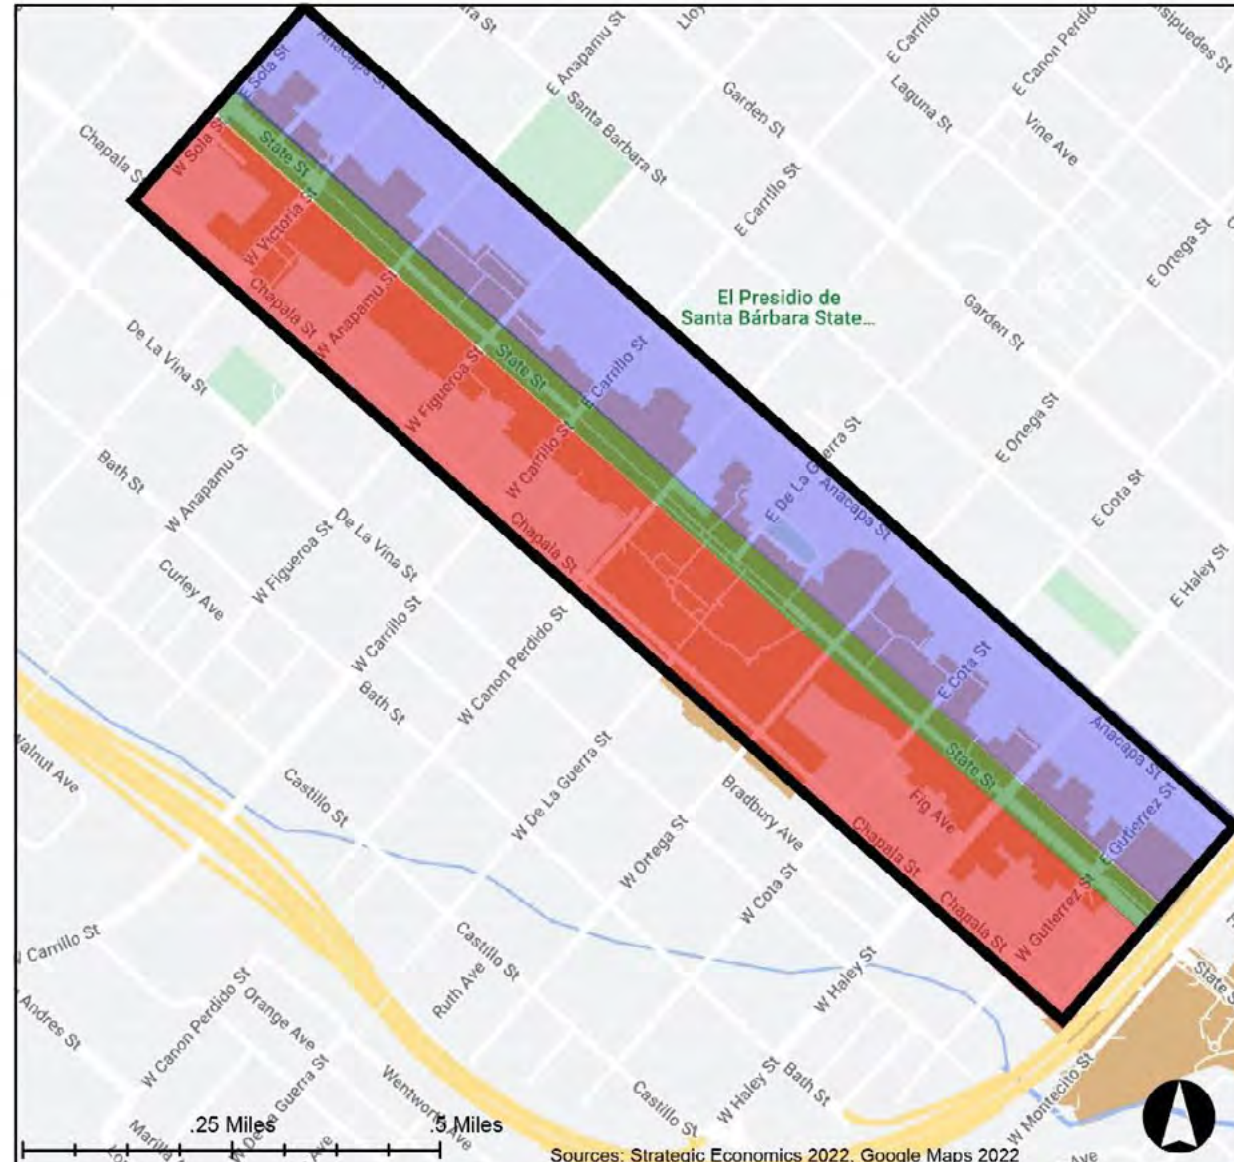 E Anapamu St
E Carrillo St
E Canon Perdido St
Anacapa St
E Sola St
Santa Barbara St
Garden St
Laguna St
Vine Ave
Chapala St
W Sola St
State St
W Victoria St
E Carrillo St
E Ortega St
De La Vina St
Chapala St
W Anapamu St
El Presidio de
Santa Bárbara State...
Garden St
W Figueroa St
State St
E Carrillo St
Bath St
W Anapamu St
W Carrillo St
E De La Guerra St
Anacapa St
E Ortega St
De La Vina St
Chapala St
E Cota St
Curley Ave
W Figueroa St
E Haley St
W Carrillo St
W Canon Perdido St
Bath St
E Cota St
Anacapa St
Walnut Ave
Castillo St
W De La Guerra St
Bradbury Ave
State St
Fig Ave
E Gutierrez St
W Ortega St
Chapala St
W Cota St
Chapala St
W Gutierrez St
W Carrillo St
Castillo St
Ruth Ave
W Haley St
State S
Andres St
W Canon Perdido St
Orange Ave
W De La Guerra St
Wentworth Ave
Castillo St
W Haley St
Bath St
W Montecito St
.25 Miles
.5 Miles
Ave
Ave
Sources: Strategic Economics 2022, Google Maps 2022